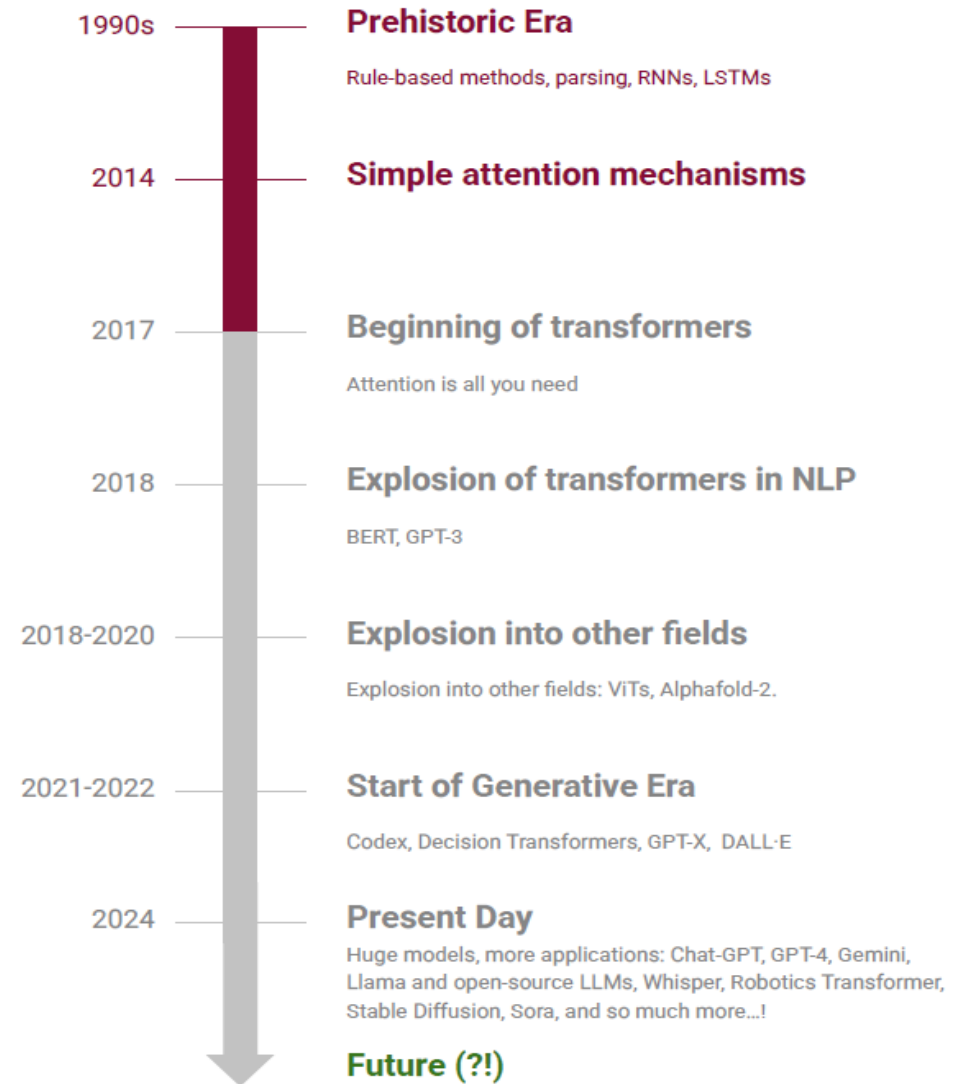 1990s
Prehistoric Era
Rule-based methods, parsing, RNNs, LSTMs
2014
Simple attention mechanisms
2017
Beginning of transformers
Attention is all you need
2018
Explosion of transformers in NLP
BERT, GPT-3
2018-2020
Explosion into other fields
Explosion into other fields: ViTs, Alphafold-2.
2021-2022
Start of Generative Era
Codex, Decision Transformers, GPT-X, DALL·E
2024
Present Day
Huge models, more applications: Chat-GPT, GPT-4, Gemini,
Llama and open-source LLMs, Whisper, Robotics Transformer,
Stable Diffusion, Sora, and so much more…!
Future (?!)